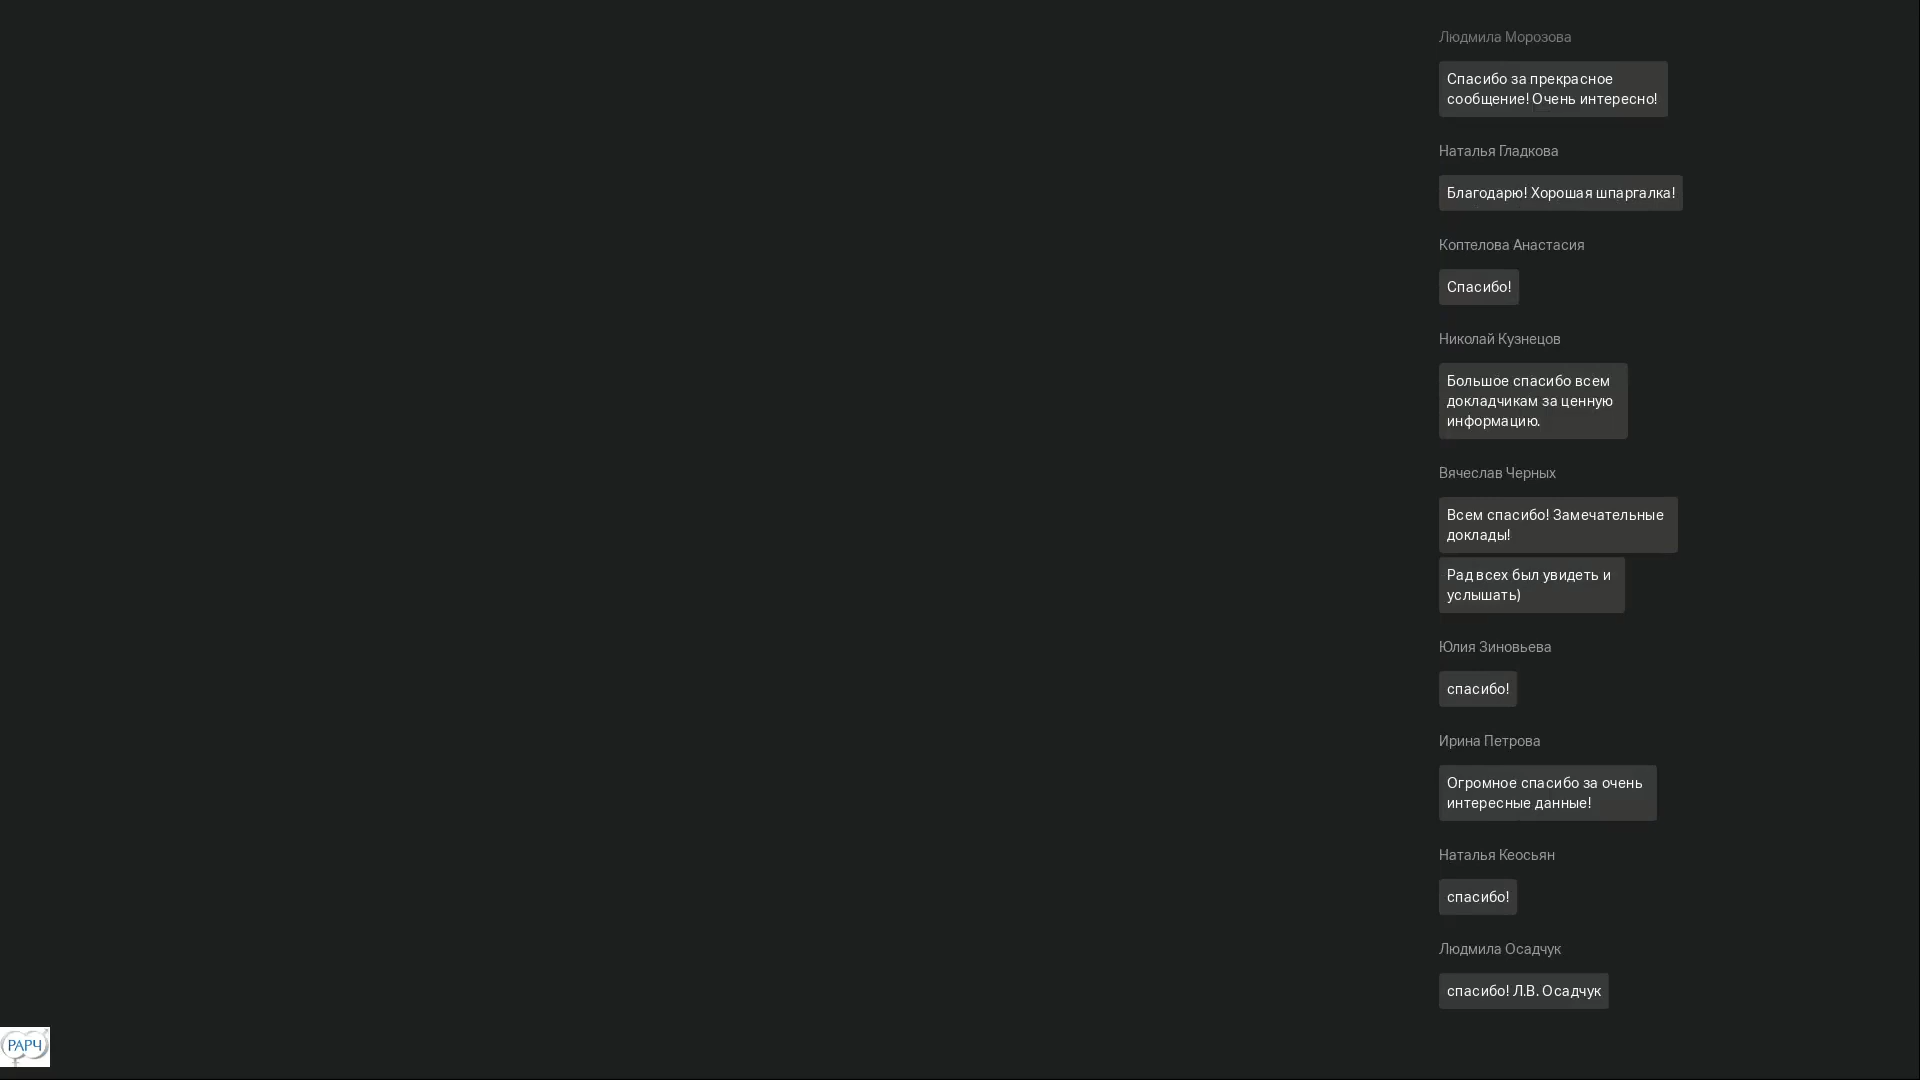 Людмила Морозова
Спасибо за прекрасное
сообщение! Очень интересно!
Наталья Гладкова
Благодарю! Хорошая шпаргалка!
Коптелова Анастасия
Спасибо!
Николай Кузнецов
Большое спасибо всем
докладчикам за ценную
информацию.
Вячеслав Черных
Всем спасибо! Замечательные
доклады!
Рад всех был увидеть и
услышать)
Юлия Зиновьева
спасибо!
Ирина Петрова
Огромное спасибо за очень
интересные данные!
Наталья Кеосьян
спасибо!
Людмила Осадчук
спасибо! Л.В. Осадчук
РАРЧ